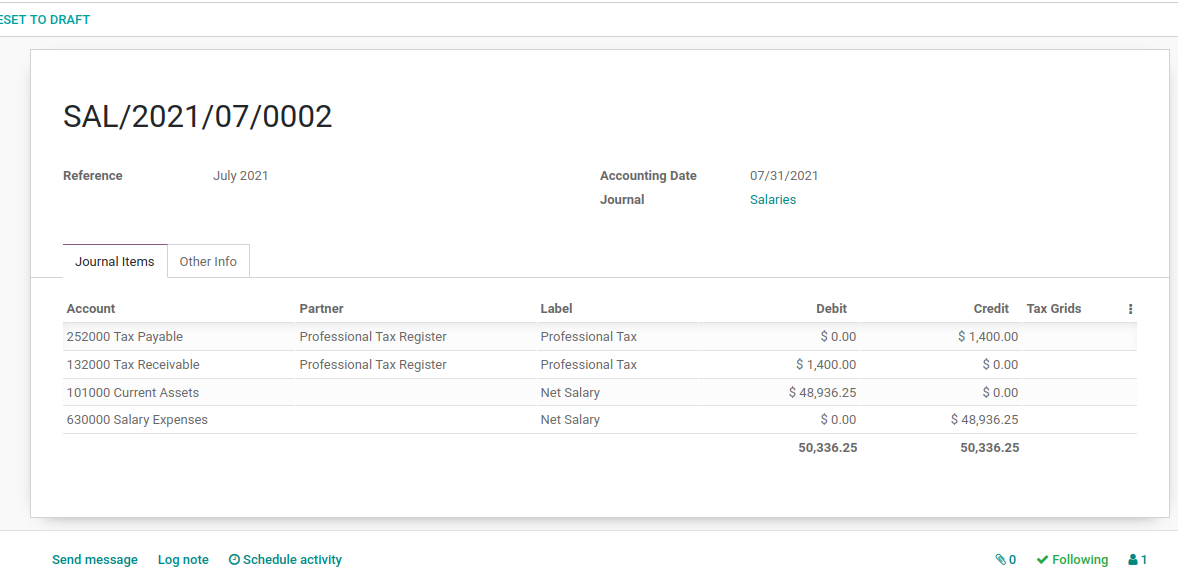 ESET TO DRAFT
SAL/2021/07/0002
Reference July 2021 Accounting Date 07/31/2021
Journal Salaries
Journal Items Other Info
Account Partner Label Debit Credit Tax Grids
252000 Tax Payable Professional Tax Register Professional Tax $ 0.00 $ 1,400.00
132000 Tax Receivable Professional Tax Register Professional Tax $ 1,400.00 $ 0.00
101000 Current Assets Net Salary $ 48,936.25 $ 0.00
630000 Salary Expenses Net Salary $ 0.00 $ 48,936.25
50,336.25 50,336.25
Send message Log note Schedule activity 0 Following 1